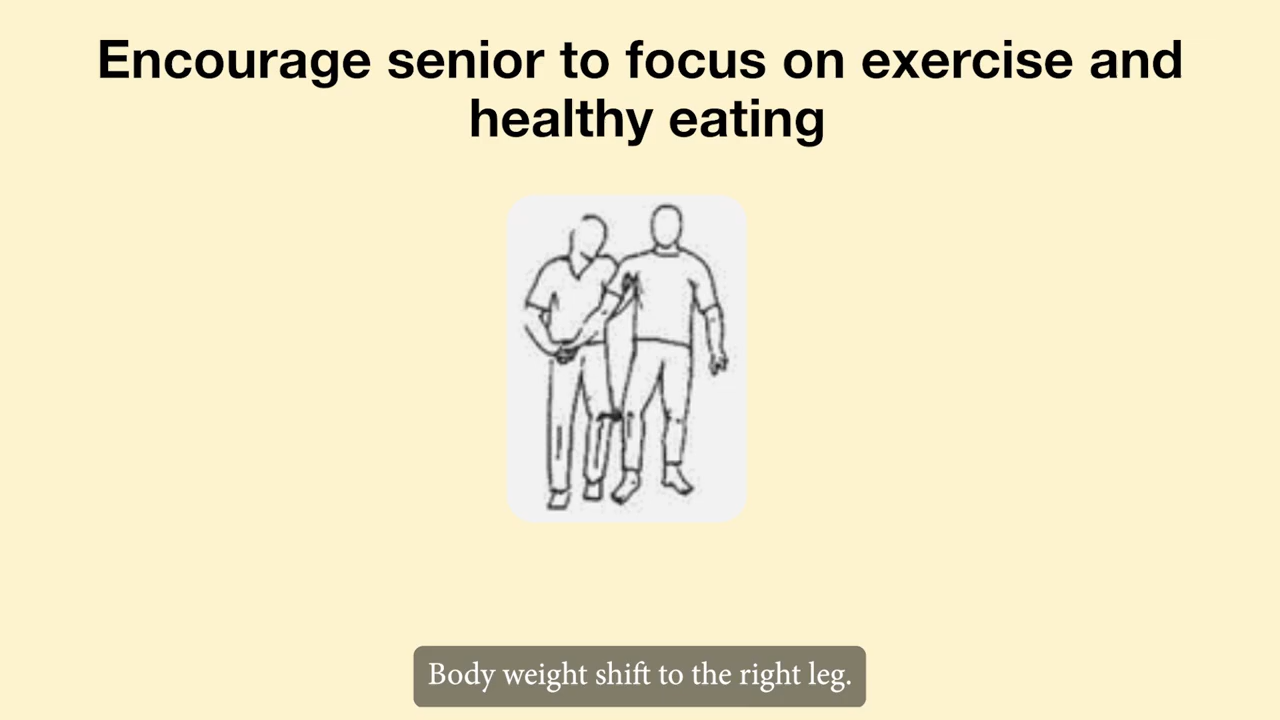 Encourage senior to focus on exercise and
healthy eating
Body weight shift to the right leg.